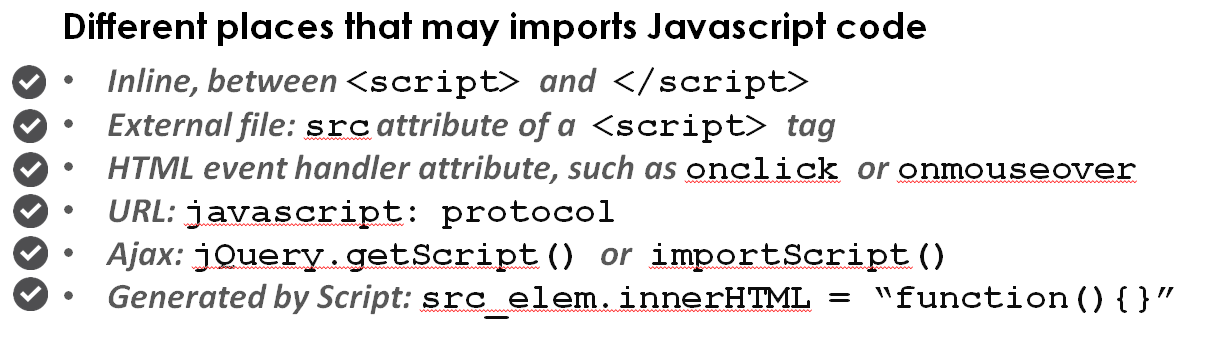 Different places that may imports Javascript code
• Inline, between <script> and </script>
• External file: src attribute of a <script> tag
• HTML event handler attribute, such as onclick or onmouseover
• URL: javascript: protocol
• Ajax: jQuery.getScript() or importScript()
• Generated by Script: src_elem.innerHTML = “function(){}”